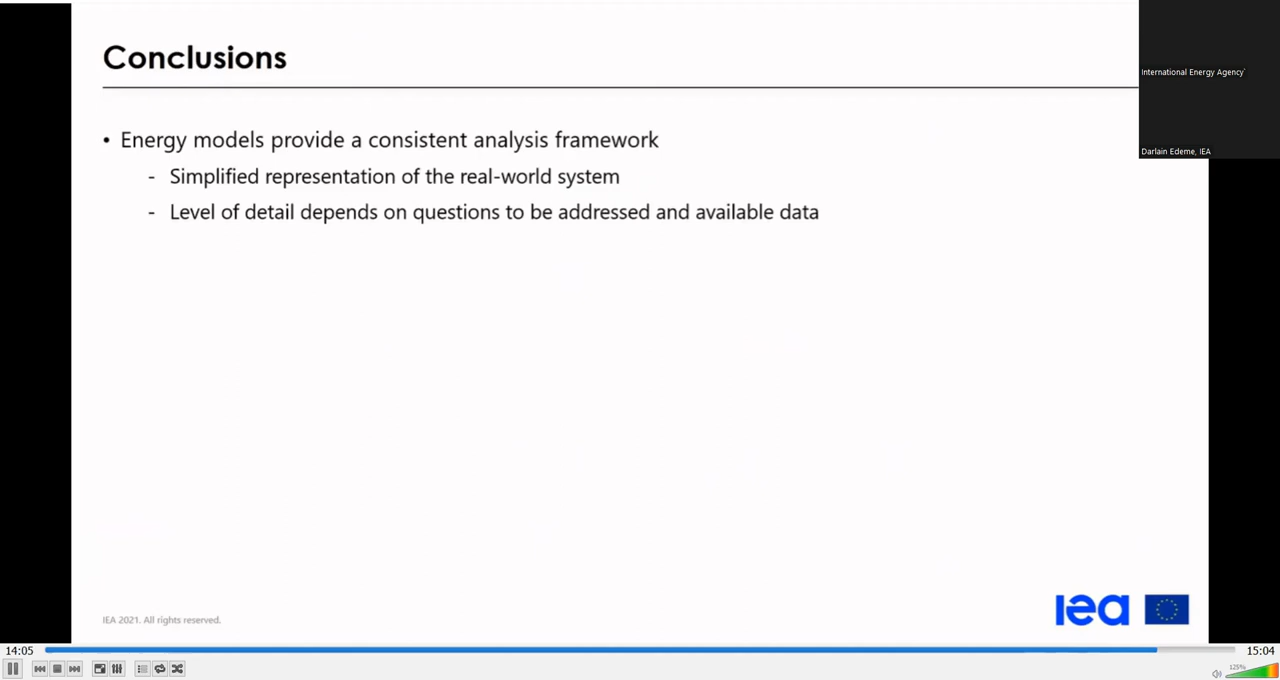 Conclusions
International Energy Agency'
• Energy models provide a consistent analysis framework
Darlain Edeme, IEA
- Simplified representation of the real-world system
- Level of detail depends on questions to be addressed and available data
IEA 2021. All rights reserved.
iea
14:05
15:04
125%